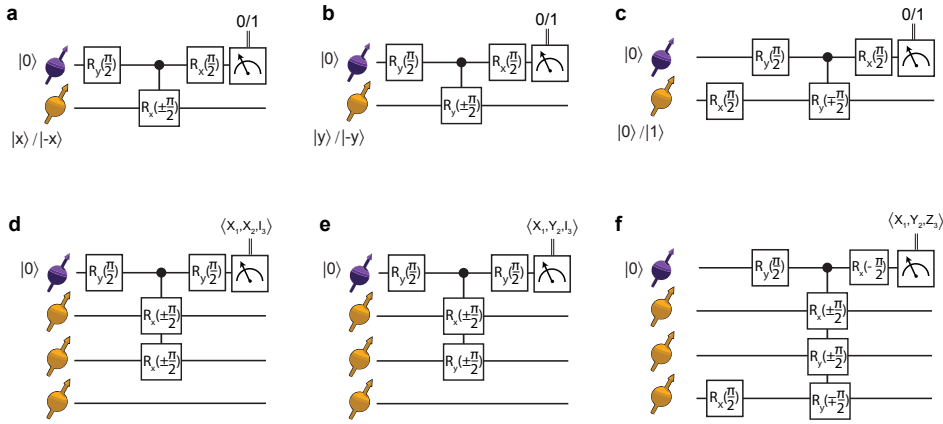 a
0/1
|0⟩ R_y(π/2) R_x(π/2)
R_x(±π/2)
|x⟩/|-x⟩
b
0/1
|0⟩ R_y(π/2) R_x(π/2)
R_y(±π/2)
|y⟩/|-y⟩
c
0/1
|0⟩ R_y(π/2) R_x(π/2)
R_x(π/2) R_y(∓π/2)
|0⟩/|1⟩
d
⟨X₁,X₂,I₃⟩
|0⟩ R_y(π/2) R_y(π/2)
R_x(±π/2)
R_x(±π/2)
e
⟨X₁,Y₂,I₃⟩
|0⟩ R_y(π/2) R_y(π/2)
R_x(±π/2)
R_y(±π/2)
f
⟨X₁,Y₂,Z₃⟩
|0⟩ R_y(π/2) R_x(-π/2)
R_x(±π/2)
R_y(±π/2)
R_x(π/2) R_y(∓π/2)